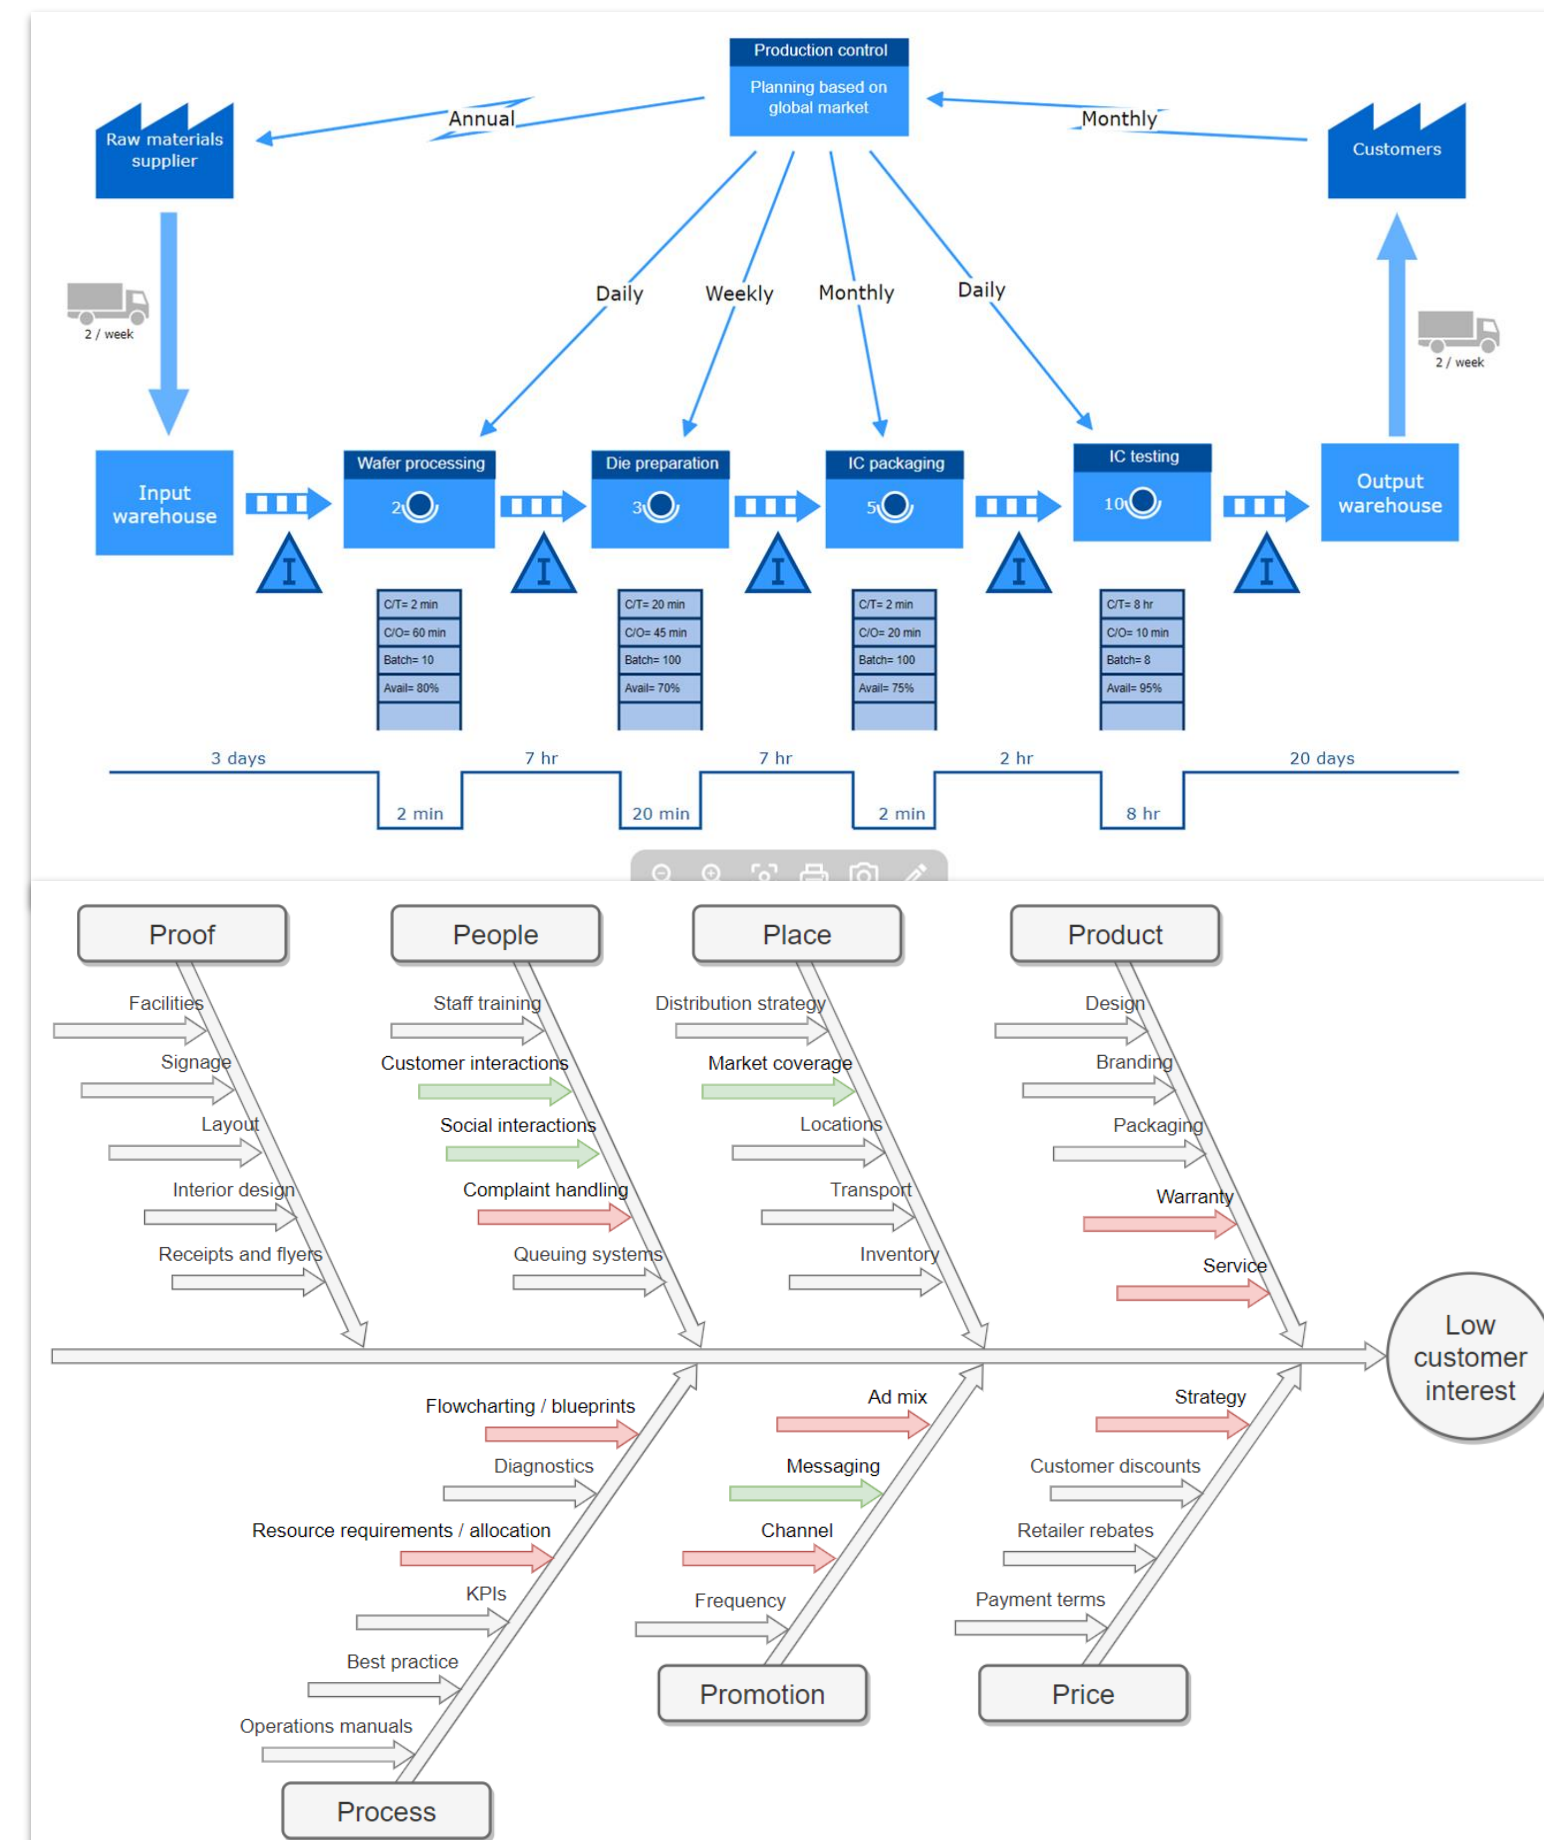 Production control
Planning based on
global market
Annual
Monthly
Raw materials
supplier
Customers
2 / week
Daily
Weekly
Monthly
Daily
2 / week
Input
warehouse
Wafer processing
2
Die preparation
3
IC packaging
5
IC testing
10
Output
warehouse
I
I
I
I
I
C/T= 2 min
C/O= 60 min
Batch= 10
Avail= 80%
C/T= 20 min
C/O= 45 min
Batch= 100
Avail= 70%
C/T= 2 min
C/O= 20 min
Batch= 100
Avail= 75%
C/T= 8 hr
C/O= 10 min
Batch= 8
Avail= 95%
3 days
7 hr
7 hr
2 hr
20 days
2 min
20 min
2 min
8 hr
Proof
Facilities
Signage
Layout
Interior design
Receipts and flyers
People
Staff training
Customer interactions
Social interactions
Complaint handling
Queuing systems
Place
Distribution strategy
Market coverage
Locations
Transport
Inventory
Product
Design
Branding
Packaging
Warranty
Service
Low
customer
interest
Flowcharting / blueprints
Diagnostics
Resource requirements / allocation
KPIs
Best practice
Operations manuals
Process
Ad mix
Messaging
Channel
Frequency
Promotion
Strategy
Customer discounts
Retailer rebates
Payment terms
Price